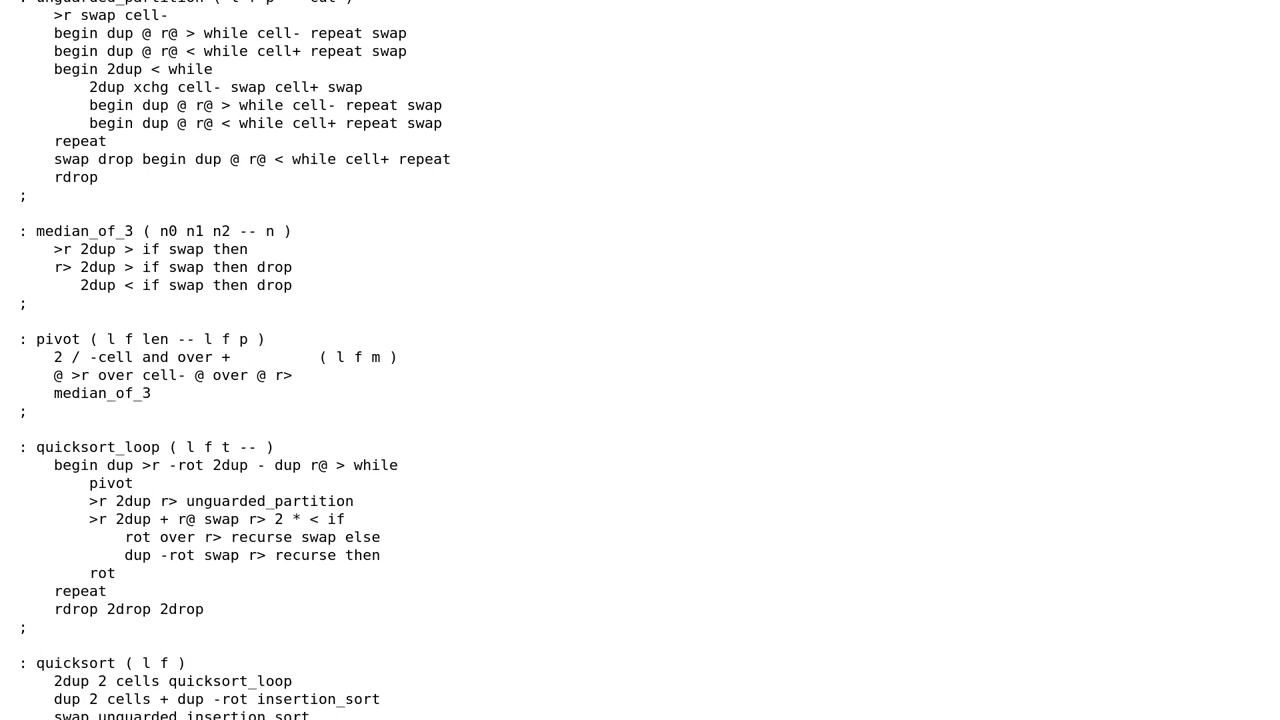 : unguarded_partition ( l f p -- cut )
    >r swap cell-
    begin dup @ r@ > while cell- repeat swap
    begin dup @ r@ < while cell+ repeat swap
    begin 2dup < while
        2dup xchg cell- swap cell+ swap
        begin dup @ r@ > while cell- repeat swap
        begin dup @ r@ < while cell+ repeat swap
    repeat
    swap drop begin dup @ r@ < while cell+ repeat
    rdrop
;
: median_of_3 ( n0 n1 n2 -- n )
    >r 2dup > if swap then
    r> 2dup > if swap then drop
       2dup < if swap then drop
;
: pivot ( l f len -- l f p )
    2 / -cell and over +          ( l f m )
    @ >r over cell- @ over @ r>
    median_of_3
;
: quicksort_loop ( l f t -- )
    begin dup >r -rot 2dup - dup r@ > while
        pivot
        >r 2dup r> unguarded_partition
        >r 2dup + r@ swap r> 2 * < if
            rot over r> recurse swap else
            dup -rot swap r> recurse then
        rot
    repeat
    rdrop 2drop 2drop
;
: quicksort ( l f )
    2dup 2 cells quicksort_loop
    dup 2 cells + dup -rot insertion_sort
    swap unguarded_insertion_sort